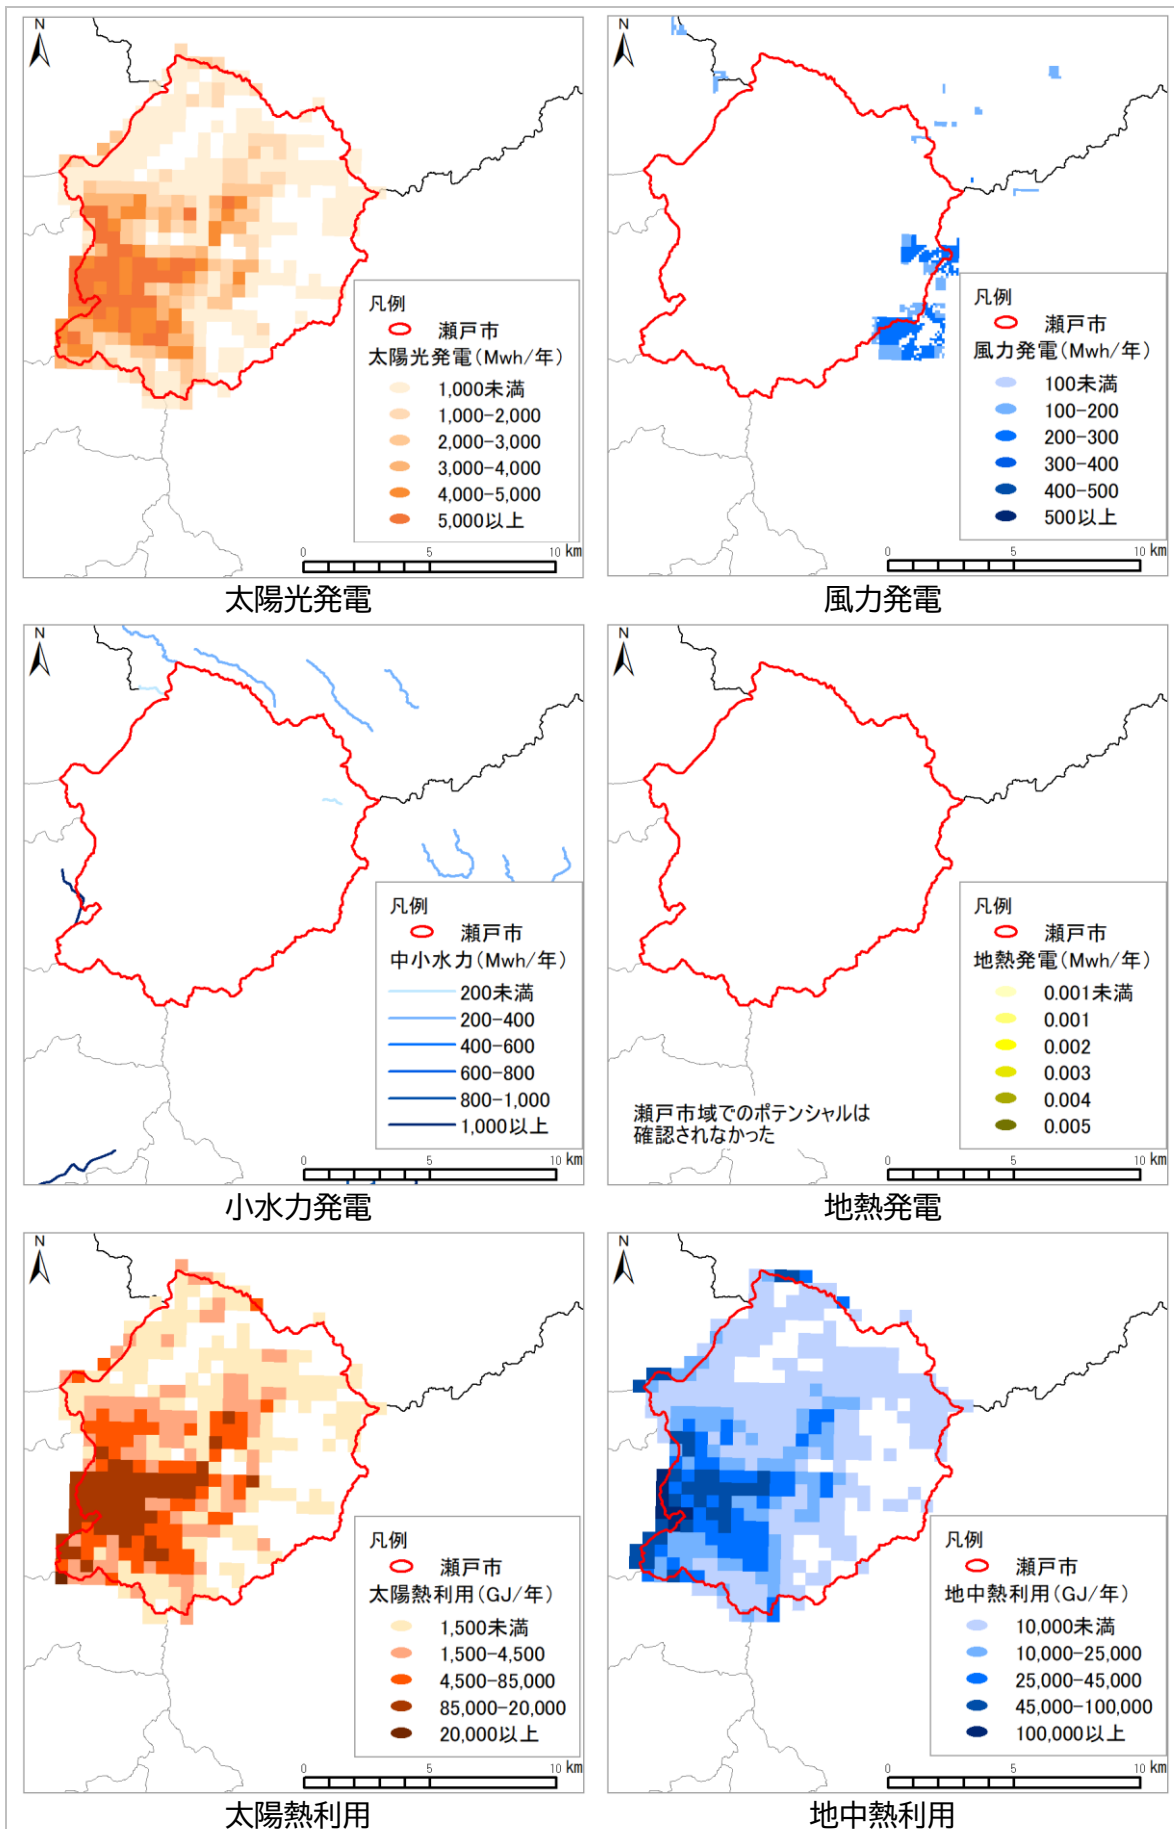 N
凡例
瀬戸市
太陽光発電(Mwh/年)
1,000未満
1,000-2,000
2,000-3,000
3,000-4,000
4,000-5,000
5,000以上
0 5 10 km
太陽光発電
N
凡例
瀬戸市
風力発電(Mwh/年)
100未満
100-200
200-300
300-400
400-500
500以上
0 5 10 km
風力発電
N
凡例
瀬戸市
中小水力(Mwh/年)
200未満
200-400
400-600
600-800
800-1,000
1,000以上
0 5 10 km
小水力発電
N
凡例
瀬戸市
地熱発電(Mwh/年)
0.001未満
0.001
0.002
0.003
0.004
0.005
瀬戸市域でのポテンシャルは
確認されなかった
0 5 10 km
地熱発電
N
凡例
瀬戸市
太陽熱利用(GJ/年)
1,500未満
1,500-4,500
4,500-85,000
85,000-20,000
20,000以上
0 5 10 km
太陽熱利用
N
凡例
瀬戸市
地中熱利用(GJ/年)
10,000未満
10,000-25,000
25,000-45,000
45,000-100,000
100,000以上
0 5 10 km
地中熱利用